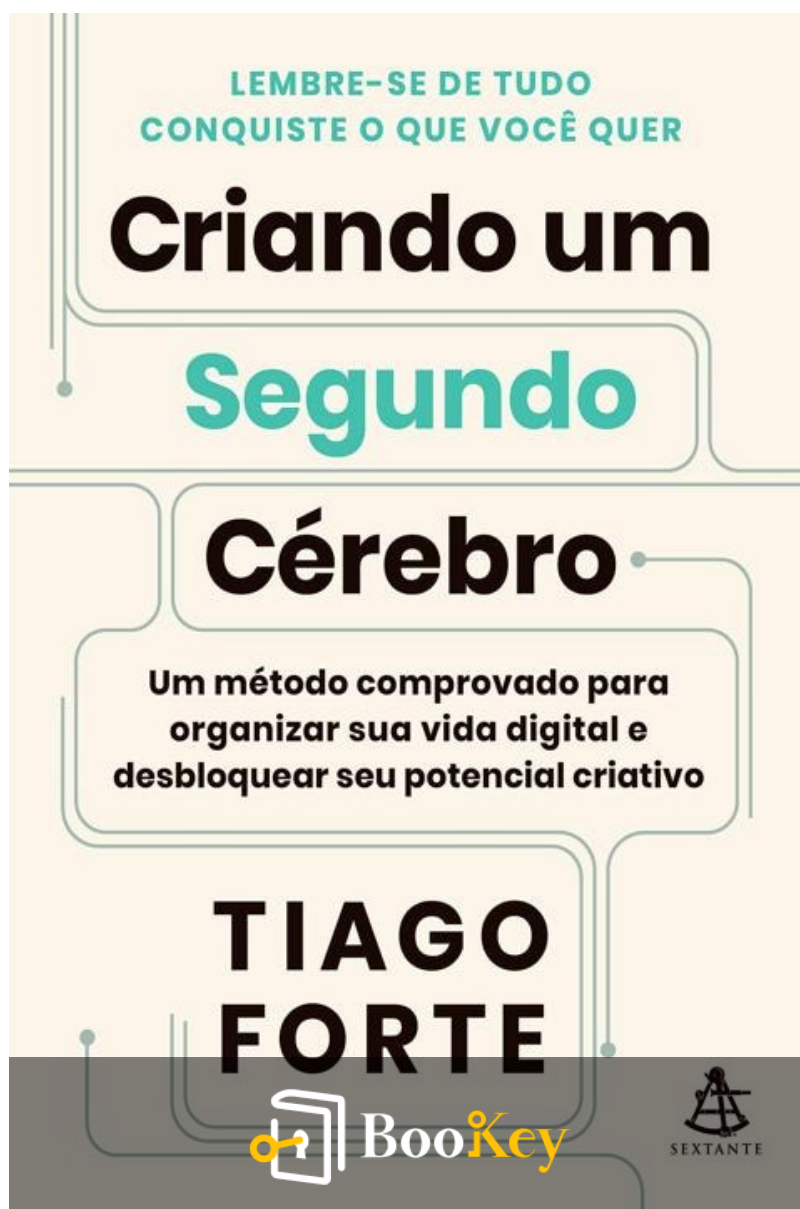 LEMBRE-SE DE TUDO
CONQUISTE O QUE VOCÊ QUER
Criando um
Segundo
Cérebro
Um método comprovado para
organizar sua vida digital e
desbloquear seu potencial criativo
TIAGO
FORTE
BooKey
SEXTANTE